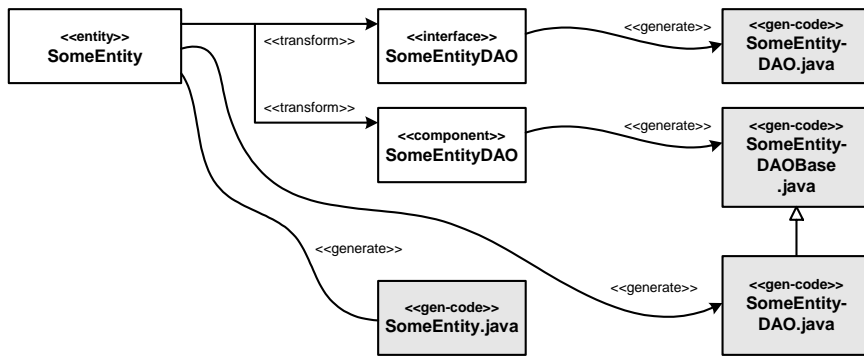 <<entity>>
SomeEntity
<<transform>>
<<interface>>
SomeEntityDAO
<<generate>>
<<gen-code>>
SomeEntity-
DAO.java
<<transform>>
<<component>>
SomeEntityDAO
<<generate>>
<<gen-code>>
SomeEntity-
DAOBase
.java
<<generate>>
<<gen-code>>
SomeEntity.java
<<generate>>
<<gen-code>>
SomeEntity-
DAO.java